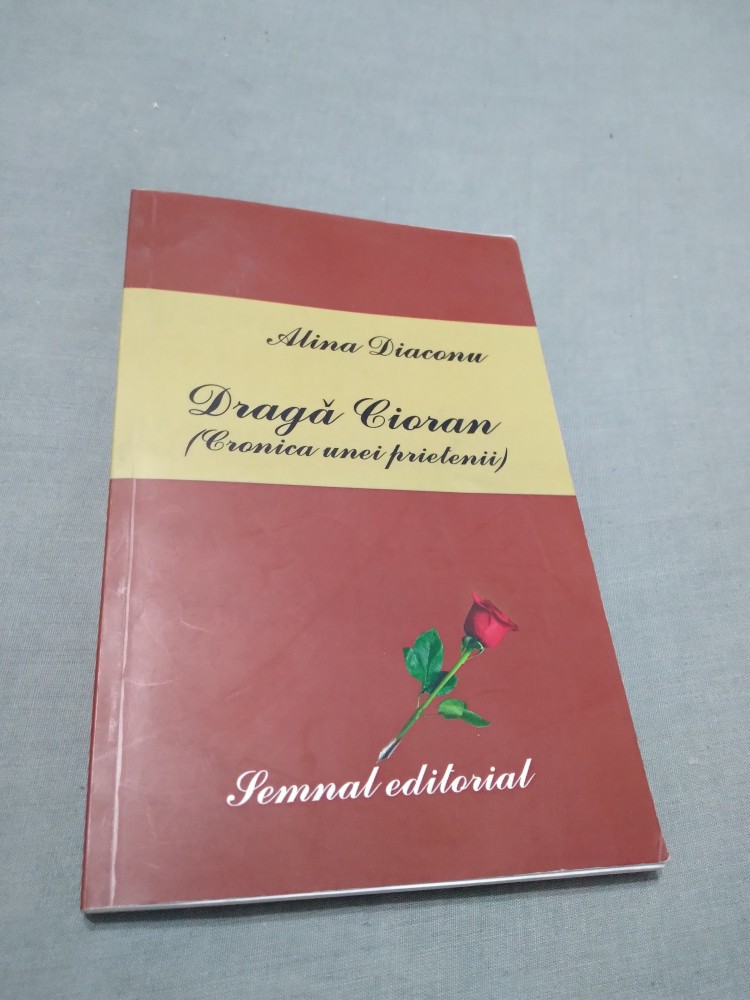 Alina Diaconu
Dragă Cioran
(Cronica unei prietenii)
Semnal editorial